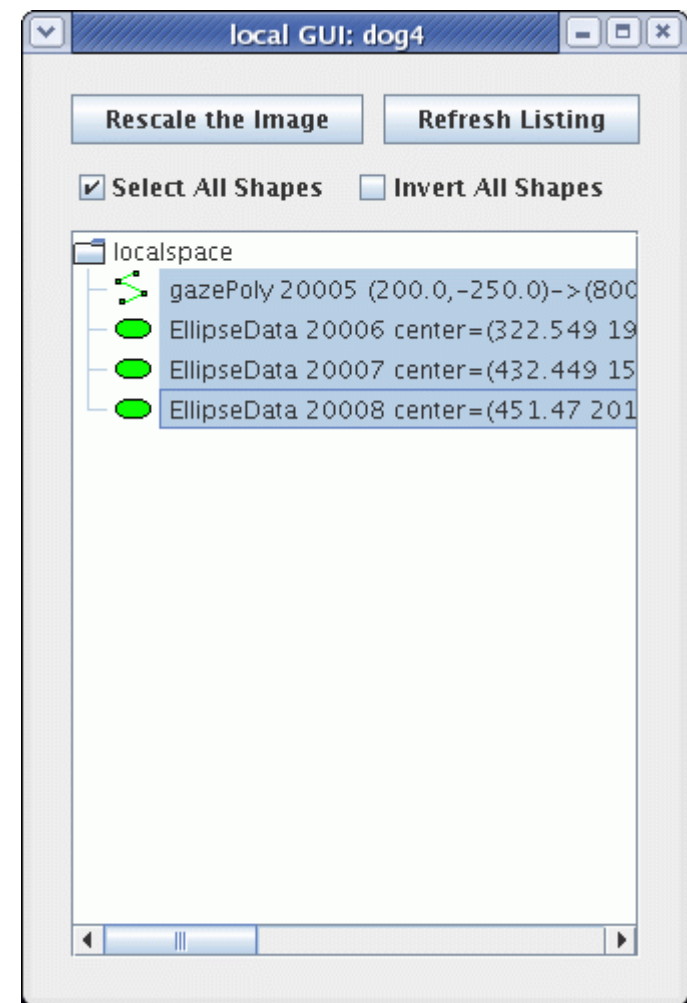 local GUI: dog4
Rescale the Image Refresh Listing
Select All Shapes Invert All Shapes
localspace
gazePoly 20005 (200.0,-250.0)->(800
EllipseData 20006 center=(322.549 19
EllipseData 20007 center=(432.449 15
EllipseData 20008 center=(451.47 201